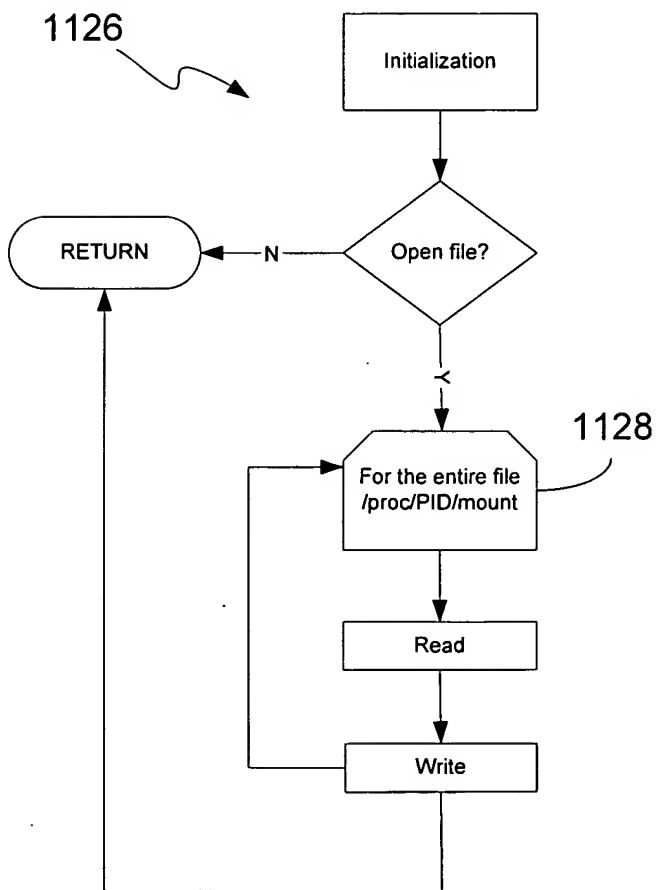 1126
Initialization
RETURN
N
Open file?
Y
1128
For the entire file
/proc/PID/mount
Read
Write